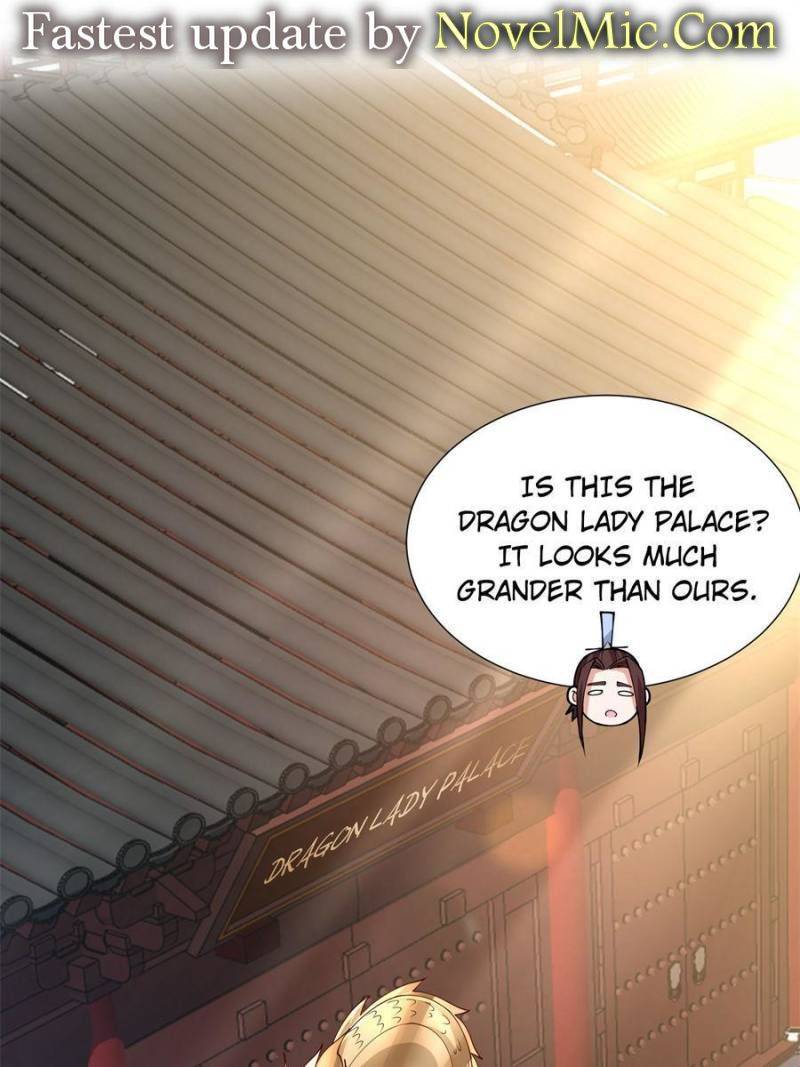 Fastest update by NovelMic.Com
IS THIS THE
DRAGON LADY PALACE?
IT LOOKS MUCH
GRANDER THAN OURS.
DRAGON LADY PALACE